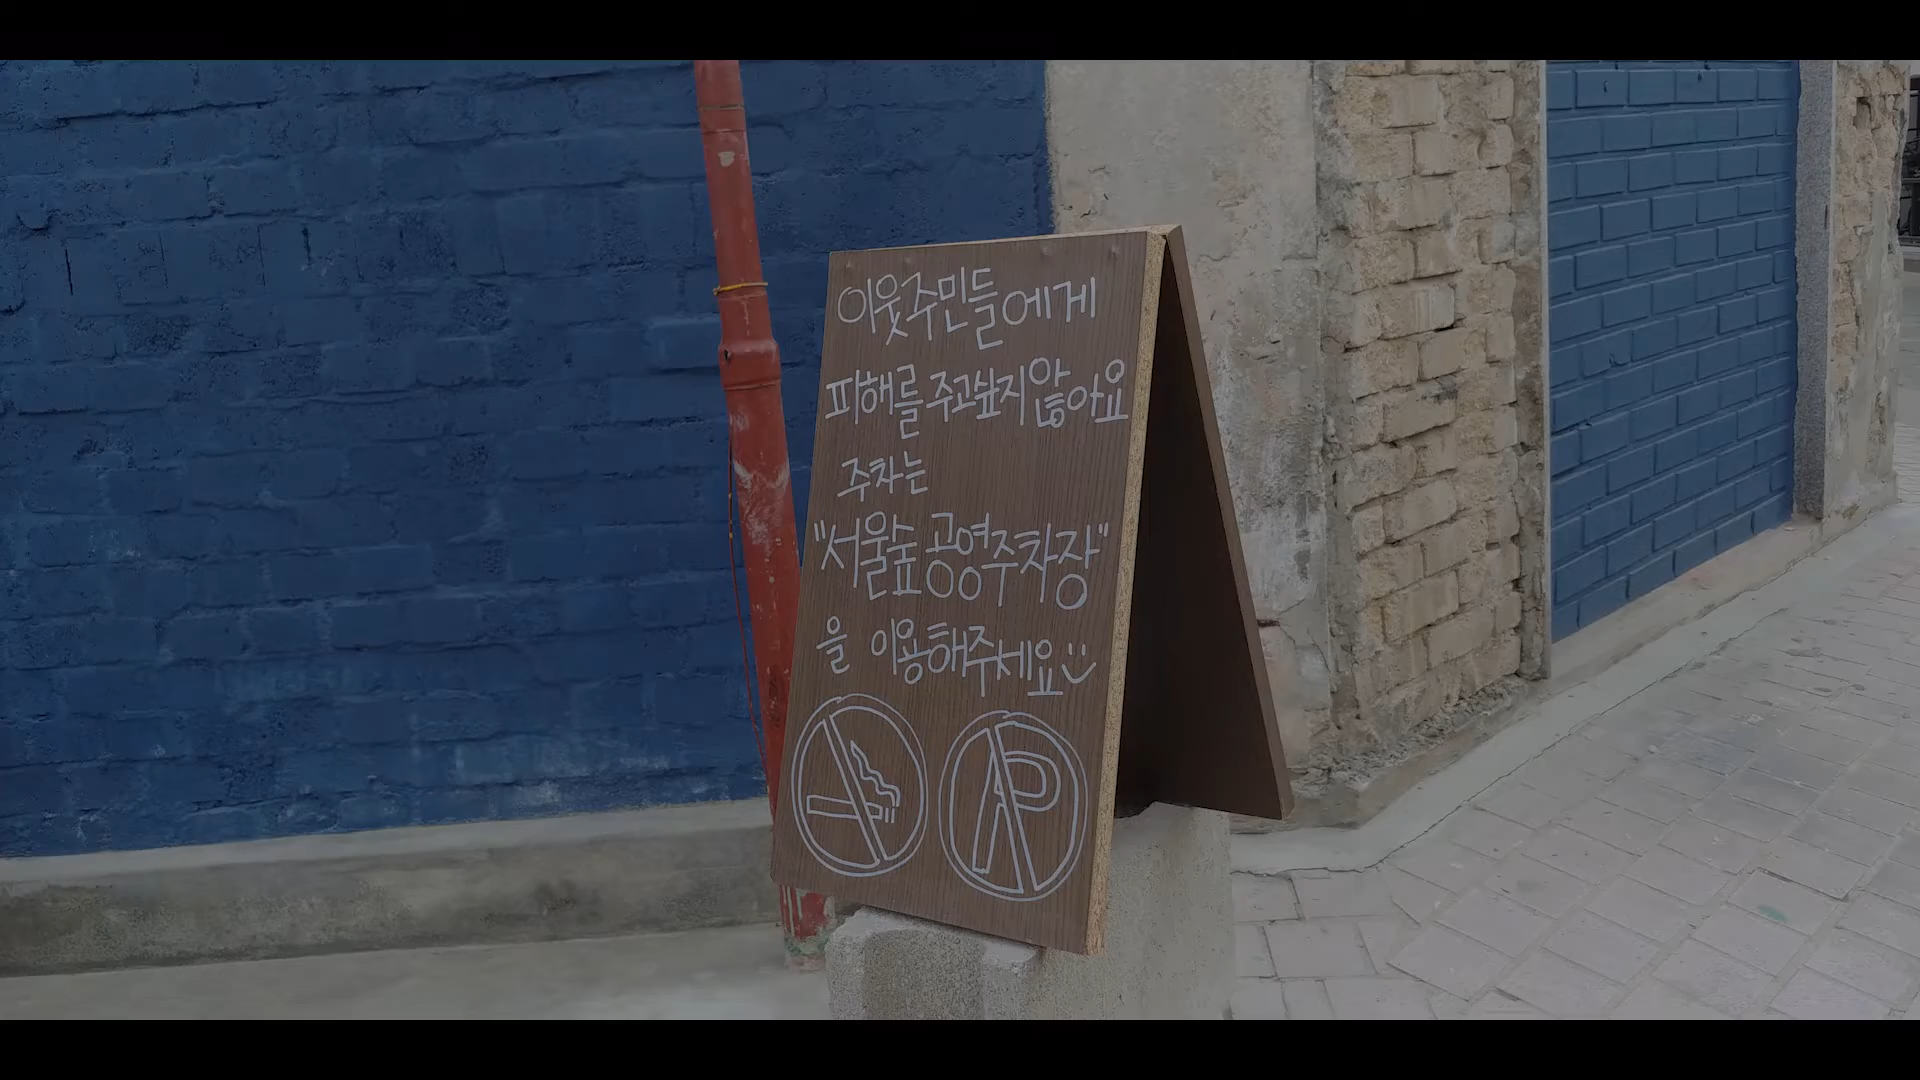 이웃주민들에게
피해를 주고싶지않아요
주차는
"서울숲 공영주차장"
을 이용해주세요
P